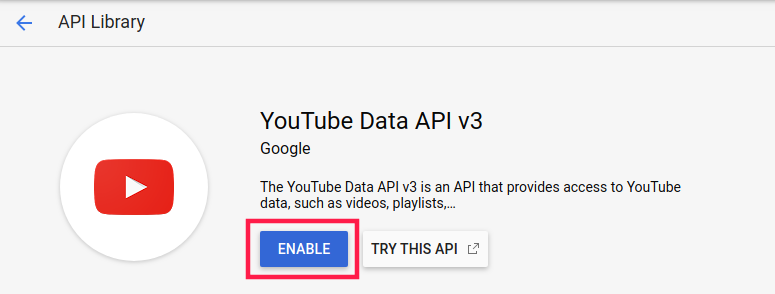 API Library
YouTube Data API v3
Google
The YouTube Data API v3 is an API that provides access to YouTube
data, such as videos, playlists,...
ENABLE
TRY THIS API